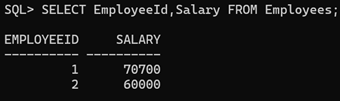 SQL> SELECT EmployeeId,Salary FROM Employees;
EMPLOYEEID     SALARY
---------- ----------
         1      70700
         2      60000